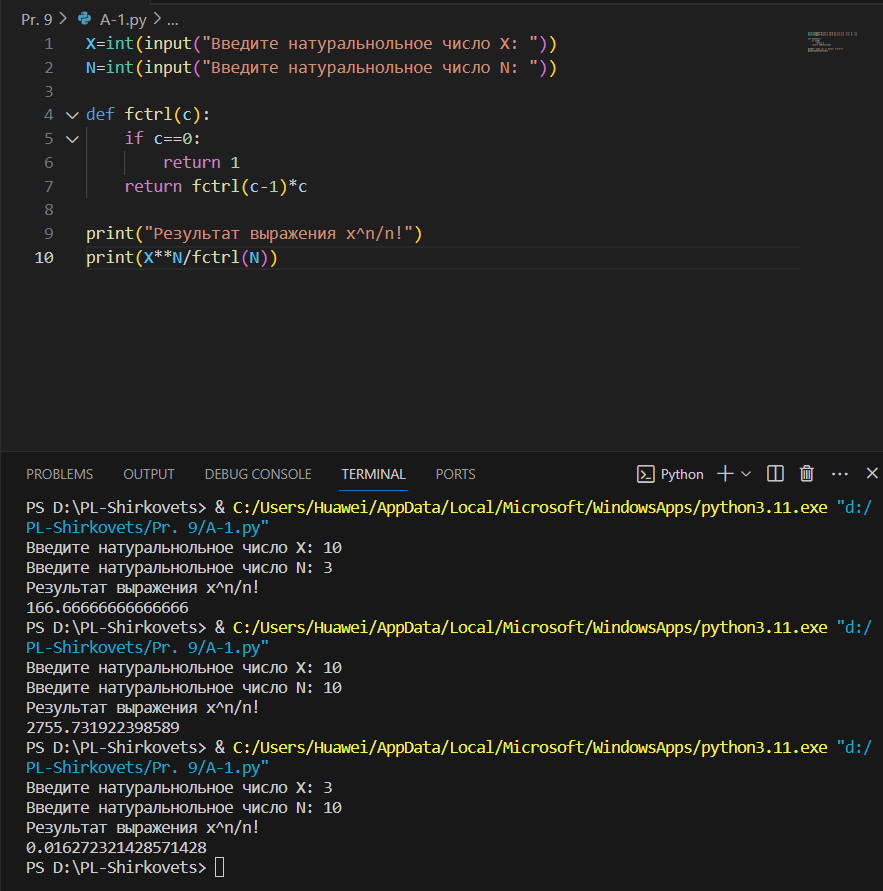 Pr. 9 > A-1.py > ...
1 X=int(input("Введите натуральнольное число X: "))
2 N=int(input("Введите натуральнольное число N: "))
3
4 def fctrl(c):
5     if c==0:
6         return 1
7     return fctrl(c-1)*c
8
9 print("Результат выражения x^n/n!")
10 print(X**N/fctrl(N))
PROBLEMS OUTPUT DEBUG CONSOLE TERMINAL PORTS Python
PS D:\PL-Shirkovets> & C:/Users/Huawei/AppData/Local/Microsoft/WindowsApps/python3.11.exe "d:/
PL-Shirkovets/Pr. 9/A-1.py"
Введите натуральнольное число X: 10
Введите натуральнольное число N: 3
Результат выражения x^n/n!
166.66666666666666
PS D:\PL-Shirkovets> & C:/Users/Huawei/AppData/Local/Microsoft/WindowsApps/python3.11.exe "d:/
PL-Shirkovets/Pr. 9/A-1.py"
Введите натуральнольное число X: 10
Введите натуральнольное число N: 10
Результат выражения x^n/n!
2755.731922398589
PS D:\PL-Shirkovets> & C:/Users/Huawei/AppData/Local/Microsoft/WindowsApps/python3.11.exe "d:/
PL-Shirkovets/Pr. 9/A-1.py"
Введите натуральнольное число X: 3
Введите натуральнольное число N: 10
Результат выражения x^n/n!
0.016272321428571428
PS D:\PL-Shirkovets>